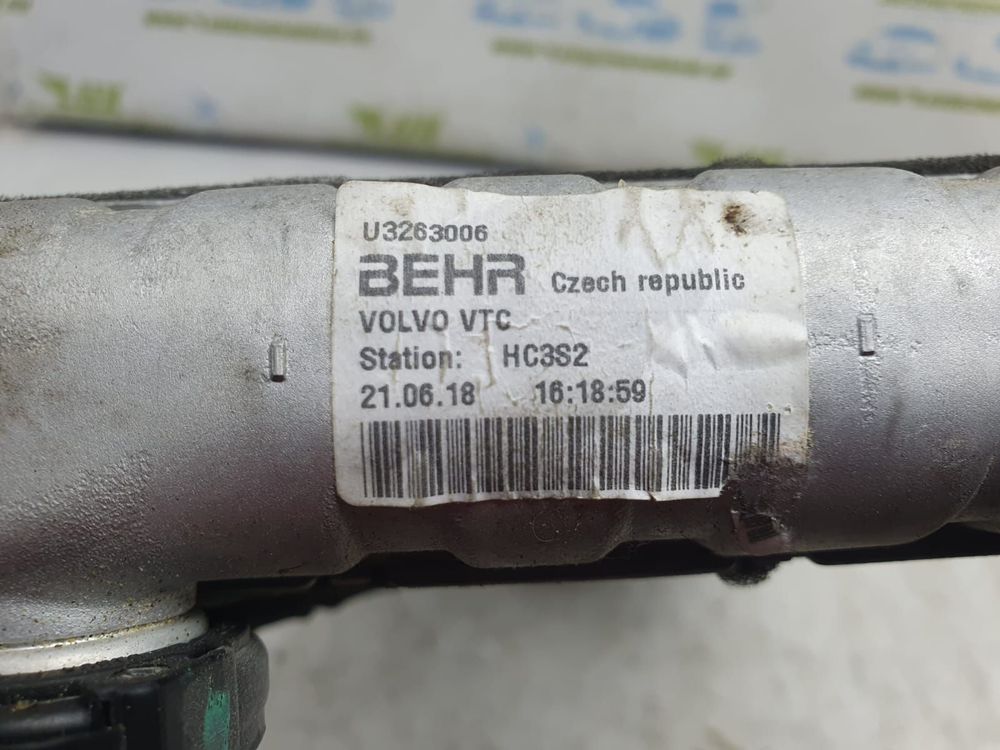 U3263006
BEHR Czech republic
VOLVO VTC
Station: HC3S2
21.06.18 16:18:59